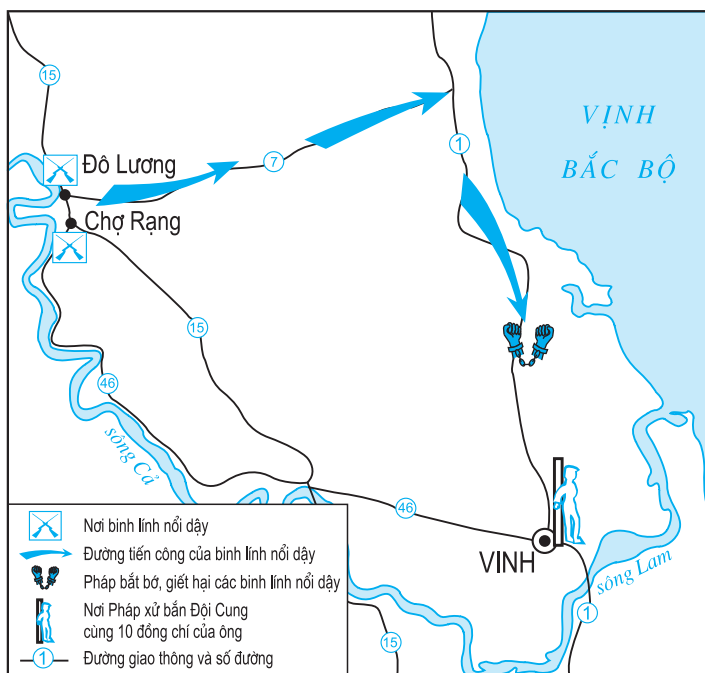 15
VỊNH
BẮC BỘ
1
Đô Lương
7
Chợ Rạng
15
46
sông Cả
46
VINH
sông Lam
1
15
Nơi binh lính nổi dậy
Đường tiến công của binh lính nổi dậy
Pháp bắt bớ, giết hại các binh lính nổi dậy
Nơi Pháp xử bắn Đội Cung
cùng 10 đồng chí của ông
1 Đường giao thông và số đường